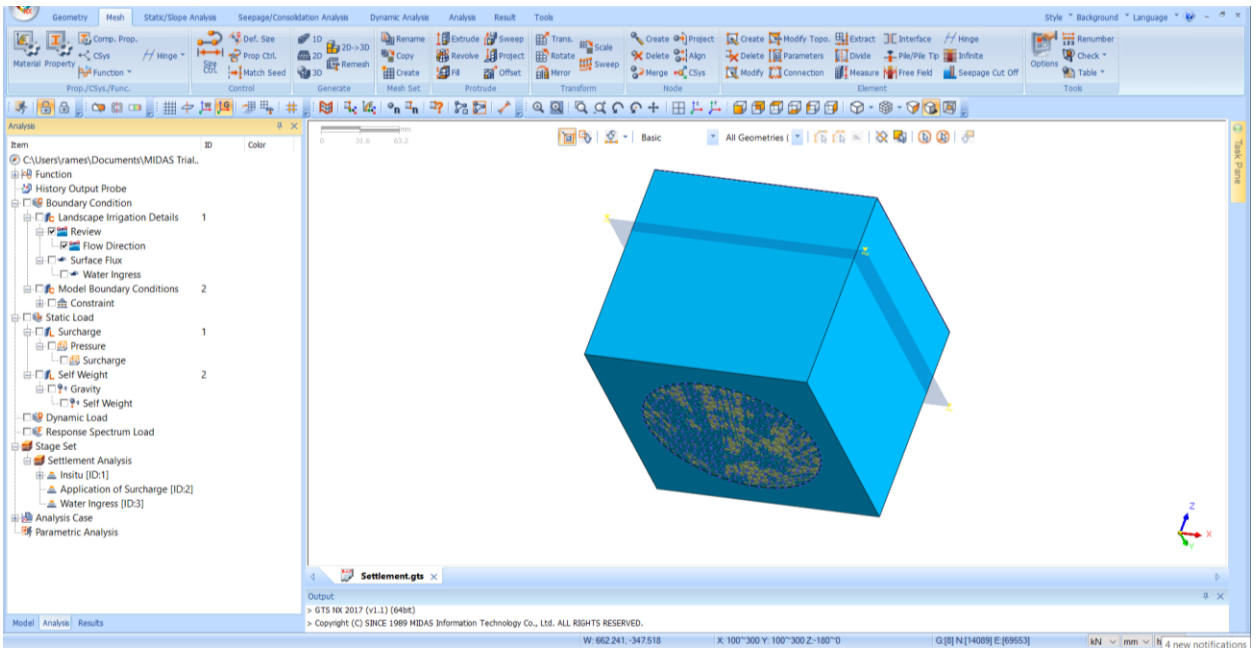 Geometry Mesh Static/Slope Analysis Seepage/Consolidation Analysis Dynamic Analysis Analysis Result Tools Style Background Language
Material Property Comp. Prop. CSys Function Hinge
Size Ctrl. Def. Size Prop Ctrl. Match Seed
1D 2D 3D 2D->3D Remesh
Rename Copy Create
Extrude Revolve Fill Sweep Project Offset
Trans. Rotate Mirror Scale Sweep
Create Delete Merge Project Align CSys
Create Delete Modify Modify Topo. Parameters Connection Extract Divide Measure Interface Pile/Pile Tip Free Field Hinge Infinite Seepage Cut Off
Options Renumber Check Table
Prop./CSys./Func. Control Generate Mesh Set Protrude Transform Node Element Tools
Analysis
Item ID Color
C:\Users\rames\Documents\MIDAS Trial..
Function
History Output Probe
Boundary Condition
Landscape Irrigation Details 1
Review
Flow Direction
Surface Flux
Water Ingress
Model Boundary Conditions 2
Constraint
Static Load
Surcharge 1
Pressure
Surcharge
Self Weight 2
Gravity
Self Weight
Dynamic Load
Response Spectrum Load
Stage Set
Settlement Analysis
Insitu [ID:1]
Application of Surcharge [ID:2]
Water Ingress [ID:3]
Analysis Case
Parametric Analysis
Model Analysis Results
mm
0 31.6 63.2
Basic All Geometries (
Task Pane
Z
X
Y
Settlement.gts
Output
> GTS NX 2017 (v1.1) (64bit)
> Copyright (C) SINCE 1989 MIDAS Information Technology Co., Ltd. ALL RIGHTS RESERVED.
W: 662.241, -347.518 X: 100~300 Y: 100~300 Z:-180~0 G:[8] N:[14089] E:[69553] kN mm h
4 new notifications